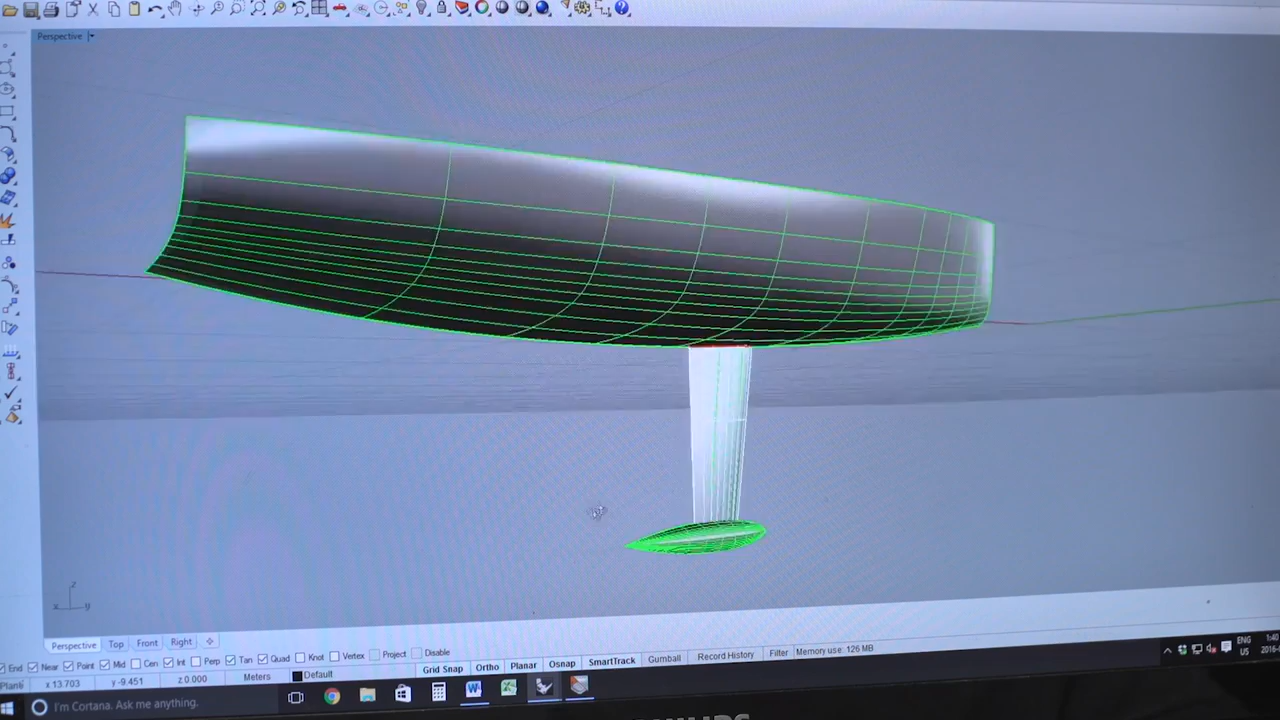 Perspective
z
x
y
Perspective Top Front Right
End Near Point Mid Cen Int Perp Tan Quad Knot Vertex Project Disable
Grid Snap Ortho Planar Osnap SmartTrack Gumball Record History Filter Memory use: 126 MB
x 13.703 y -9.451 z 0.000 Meters Default
I'm Cortana. Ask me anything.
ENG
US